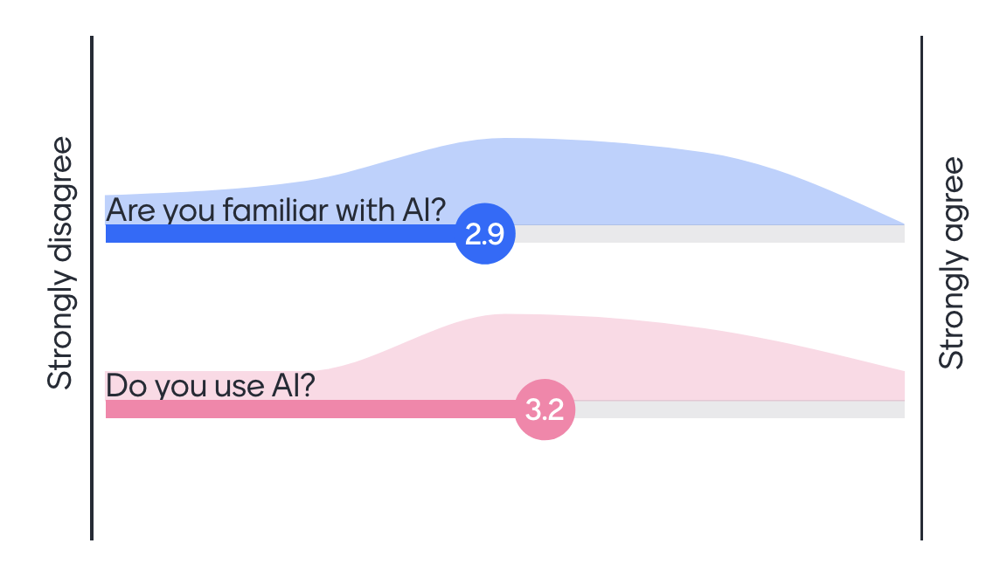 Strongly disagree
Are you familiar with AI?
2.9
Do you use AI?
3.2
Strongly agree